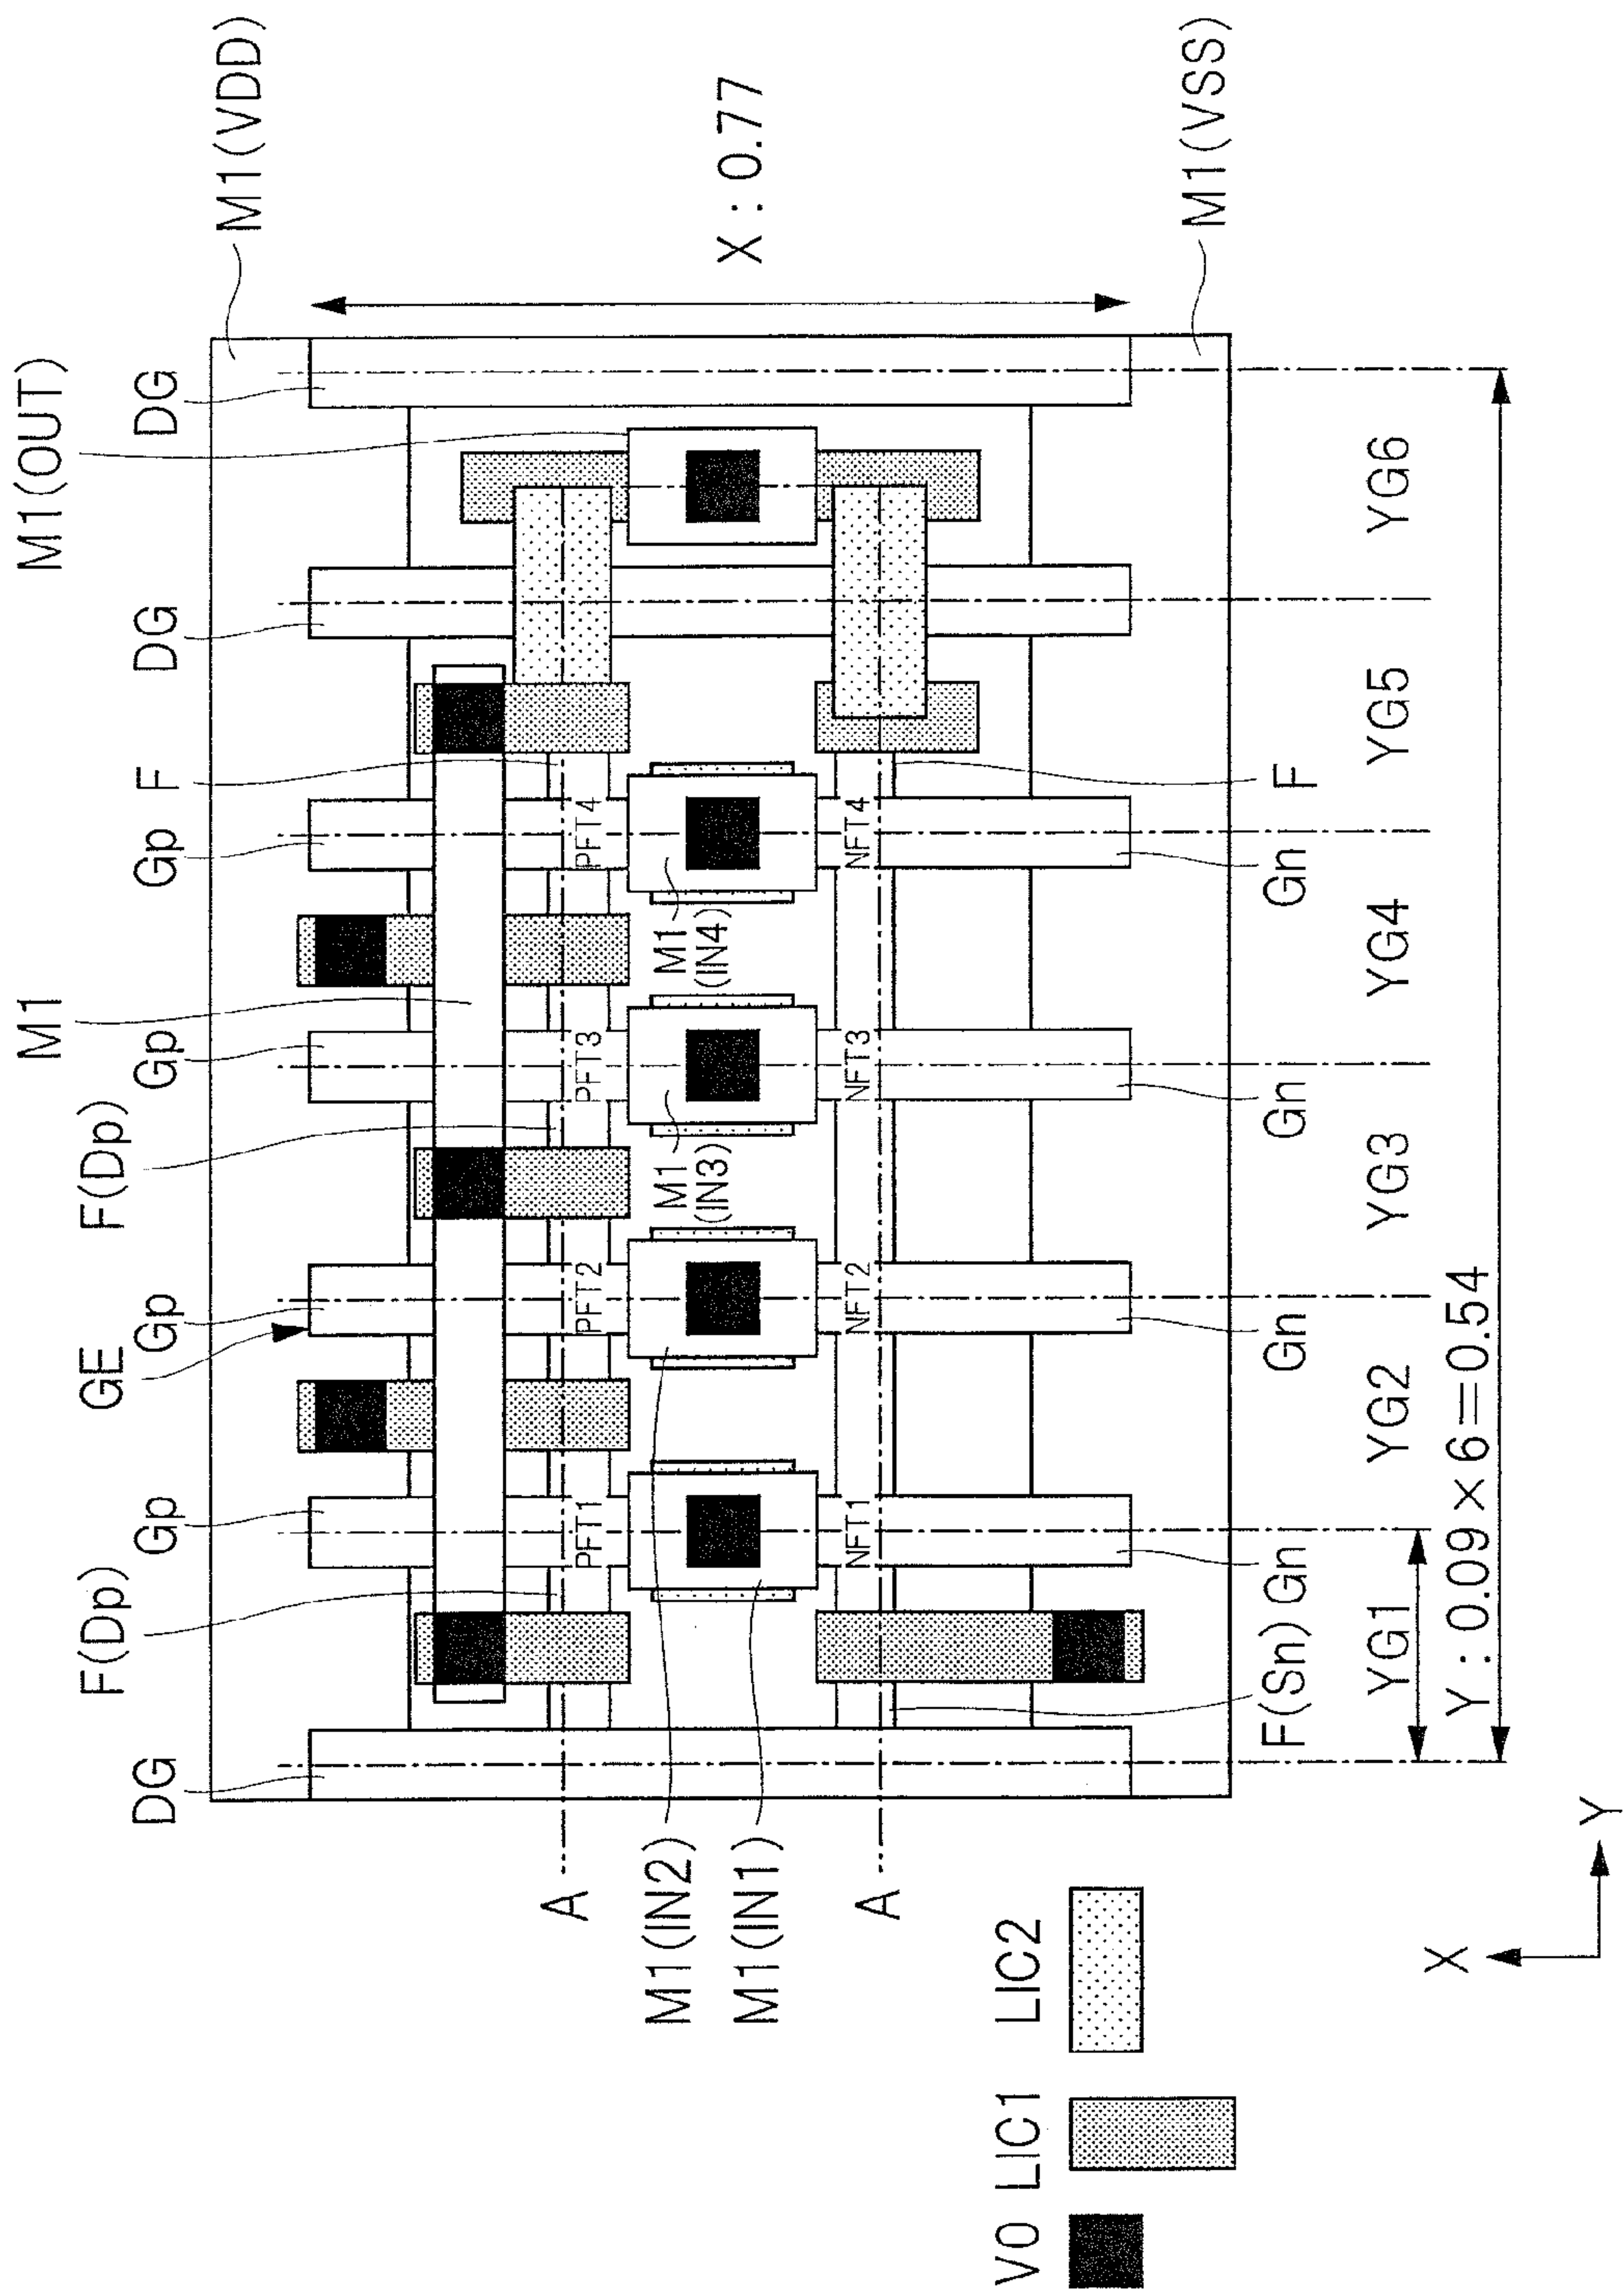 M1(VDD)
X : 0.77
M1(VSS)
M1(OUT)
DG
DG
F
Gp
M1
Gp
F(Dp)
Gp
GE
Gp
F(Dp)
DG
PFT4
PFT3
PFT2
PFT1
M1
(IN4)
M1
(IN3)
NFT4
NFT3
NFT2
NFT1
F
Gn
Gn
Gn
Gn
F(Sn)
YG6
YG5
YG4
YG3
YG2
YG1
Y : 0.09×6=0.54
A
M1(IN2)
M1(IN1)
A
X
Y
V0
LIC1
LIC2